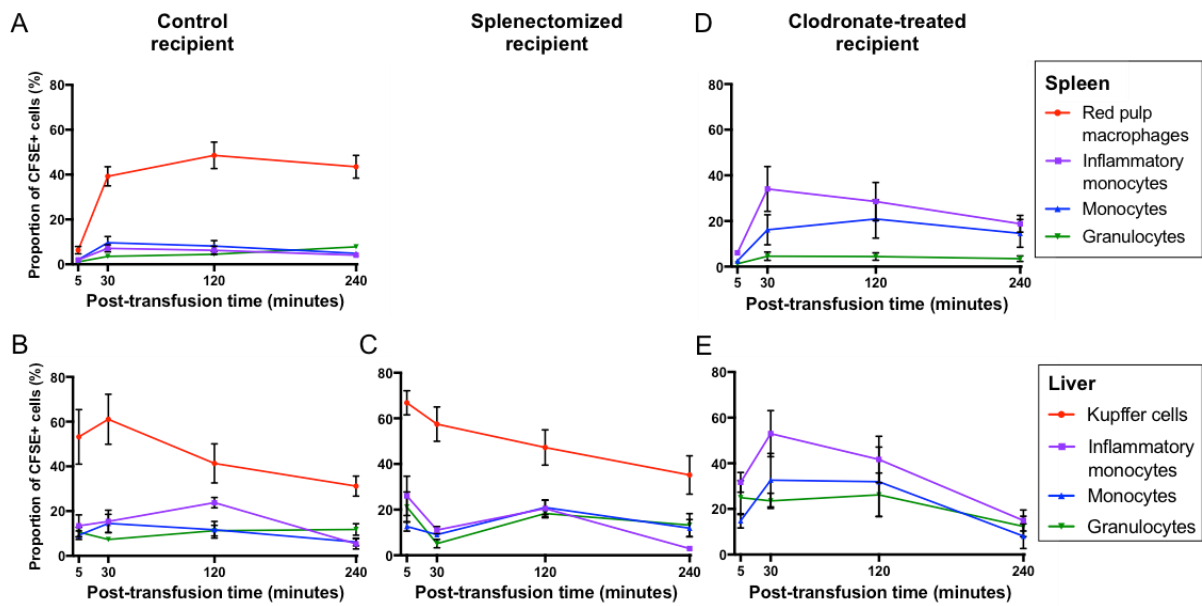 A
Control
recipient
Splenectomized
recipient
D
Clodronate-treated
recipient
Proportion of CFSE+ cells (%)
80
60
40
20
0
5 30 120 240
Post-transfusion time (minutes)
80
60
40
20
0
5 30 120 240
Post-transfusion time (minutes)
Spleen
Red pulp
macrophages
Inflammatory
monocytes
Monocytes
Granulocytes
B
Proportion of CFSE+ cells (%)
80
60
40
20
0
5 30 120 240
Post-transfusion time (minutes)
C
80
60
40
20
0
5 30 120 240
Post-transfusion time (minutes)
E
80
60
40
20
0
5 30 120 240
Post-transfusion time (minutes)
Liver
Kupffer cells
Inflammatory
monocytes
Monocytes
Granulocytes